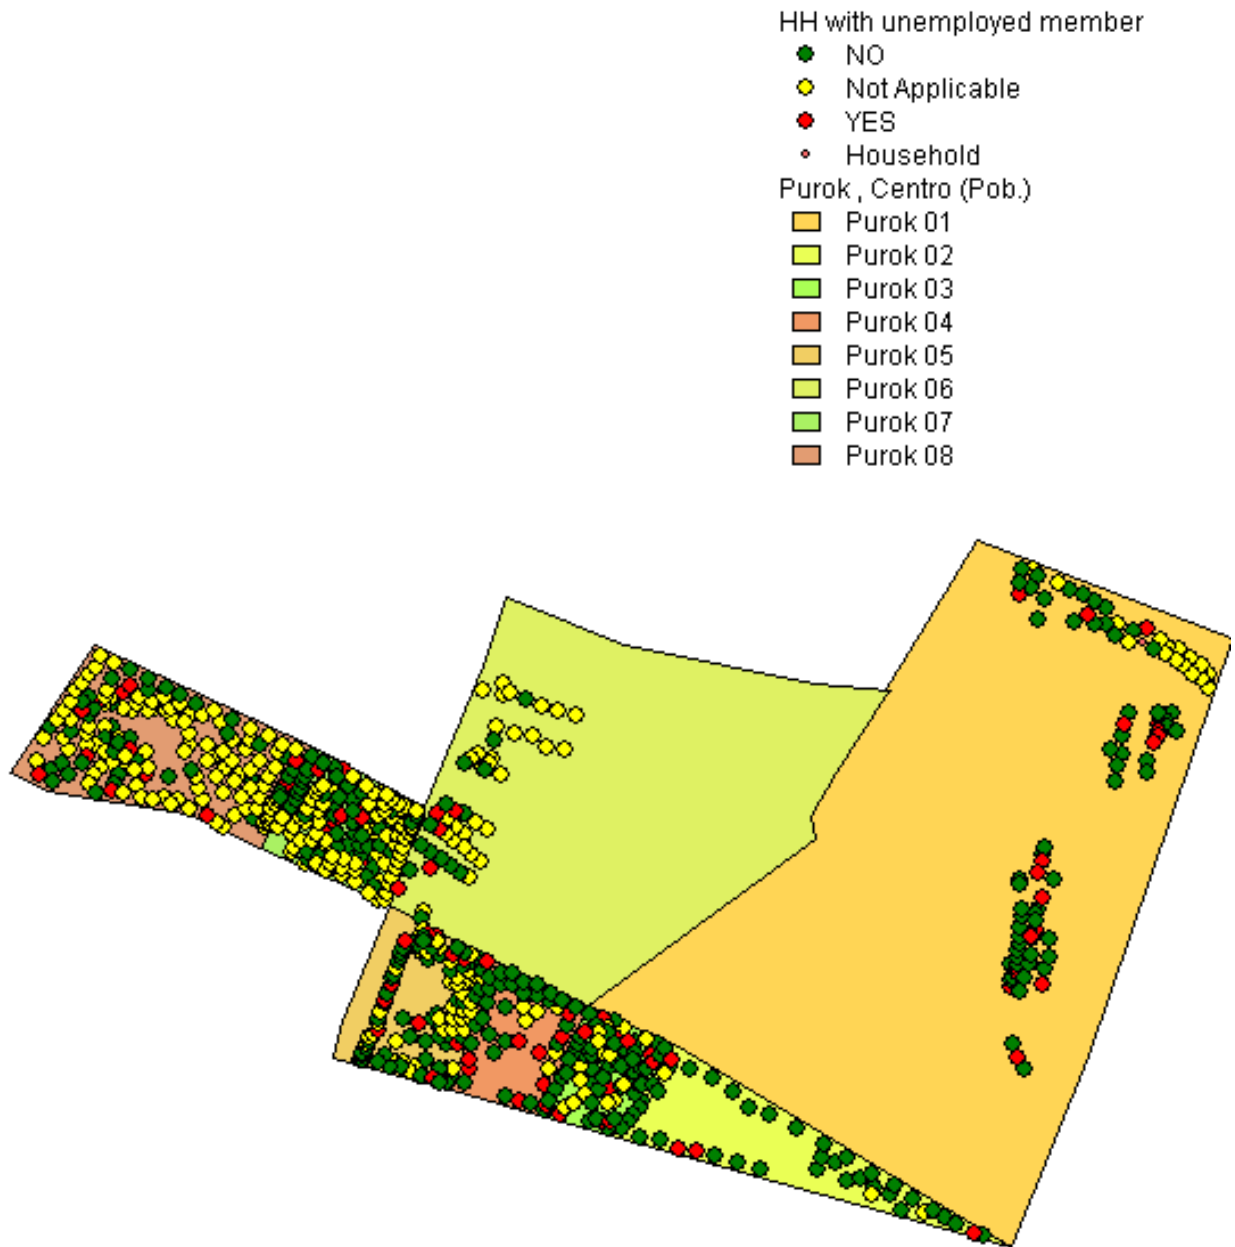 HH with unemployed member
NO
Not Applicable
YES
Household
Purok , Centro (Pob.)
Purok 01
Purok 02
Purok 03
Purok 04
Purok 05
Purok 06
Purok 07
Purok 08